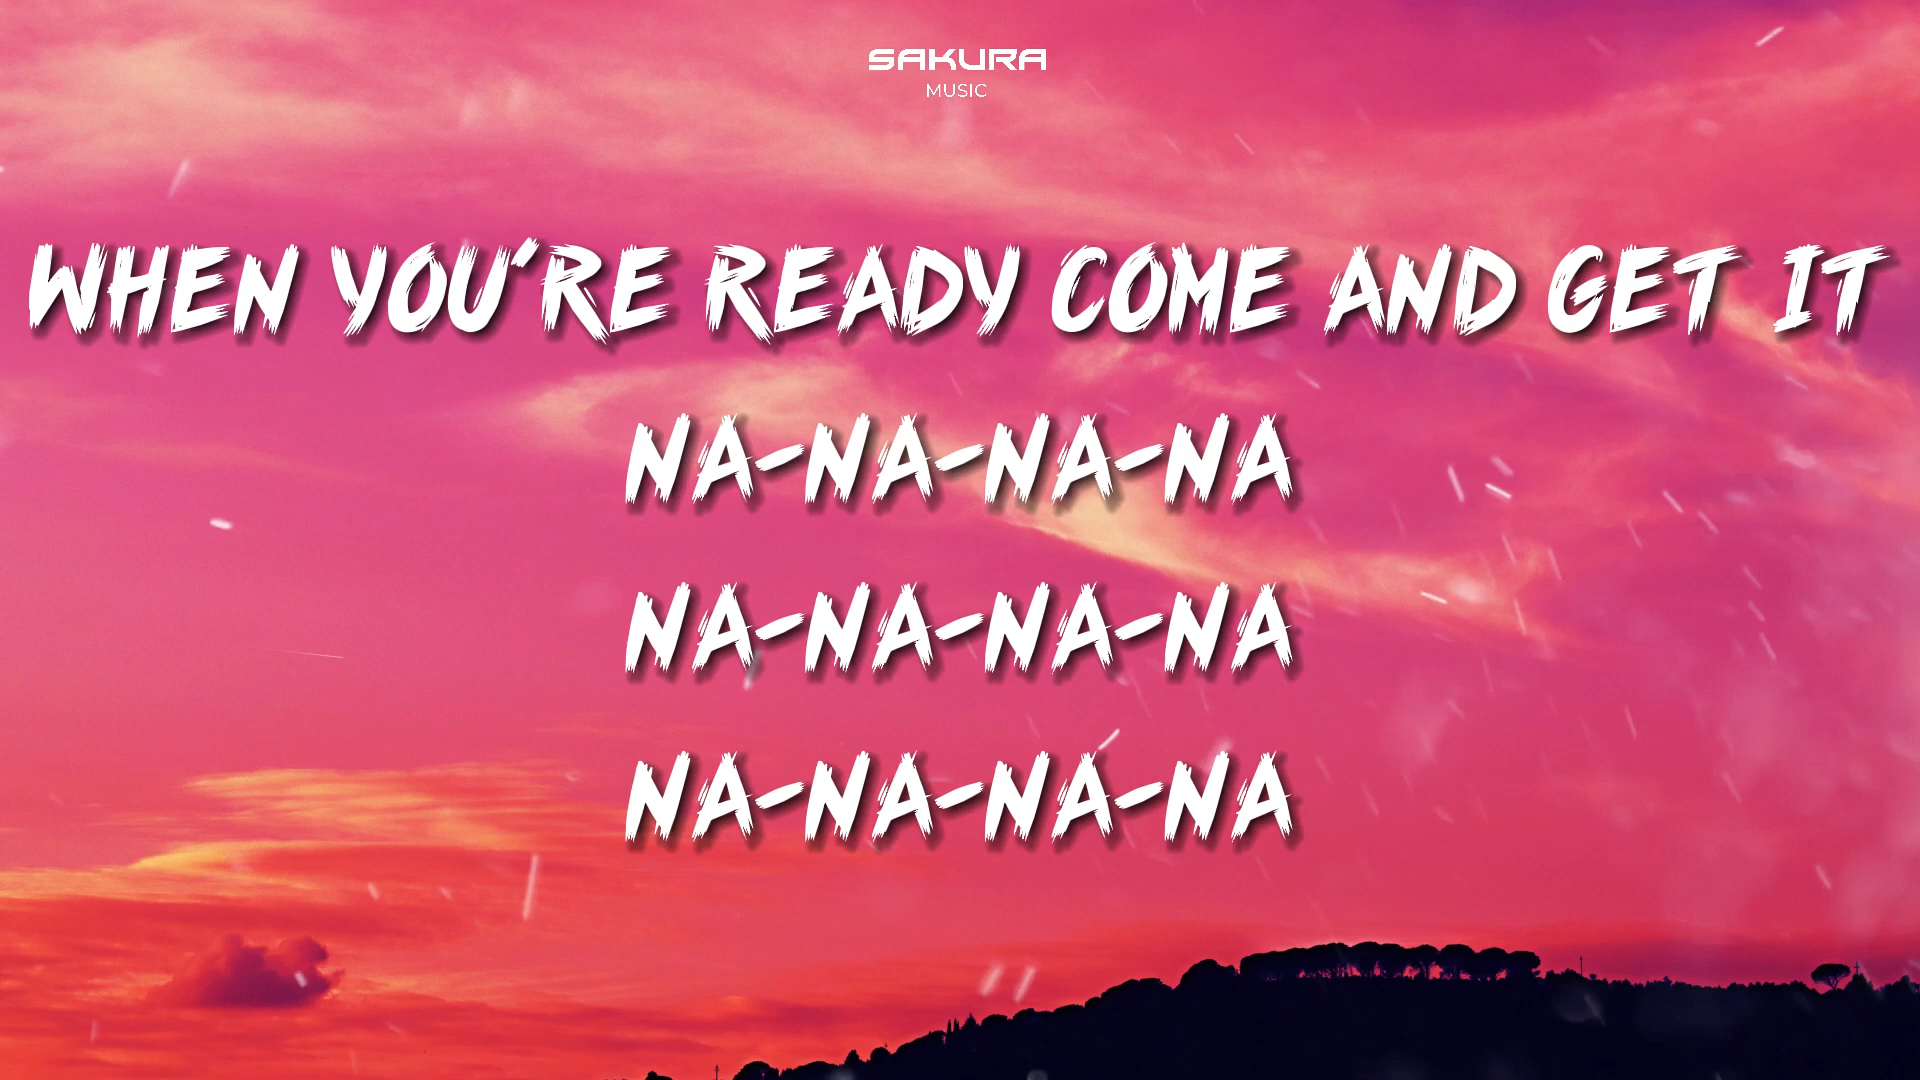 SAKURA
MUSIC
WHEN YOU'RE READY COME AND GET IT
NA-NA-NA-NA
NA-NA-NA-NA
NA-NA-NA-NA